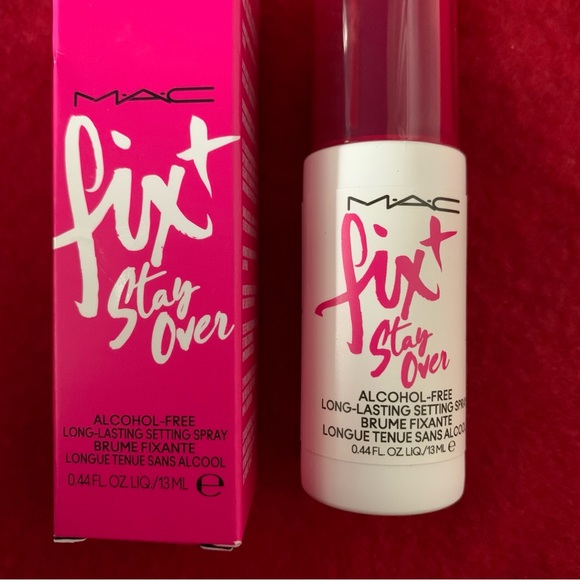 M·A·C
fix+
Stay
Over
ALCOHOL-FREE
LONG-LASTING SETTING SPRAY
BRUME FIXANTE
LONGUE TENUE SANS ALCOOL
0.44 FL. OZ. LIQ./13 ML e
M·A·C
fix+
Stay
Over
ALCOHOL-FREE
LONG-LASTING SETTING SPRAY
BRUME FIXANTE
LONGUE TENUE SANS ALCOOL
0.44 FL. OZ. LIQ./13 ML e